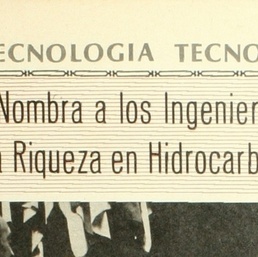 ECNOLOGIA TECNO
Nombra a los Ingenier
a Riqueza en Hidrocarb